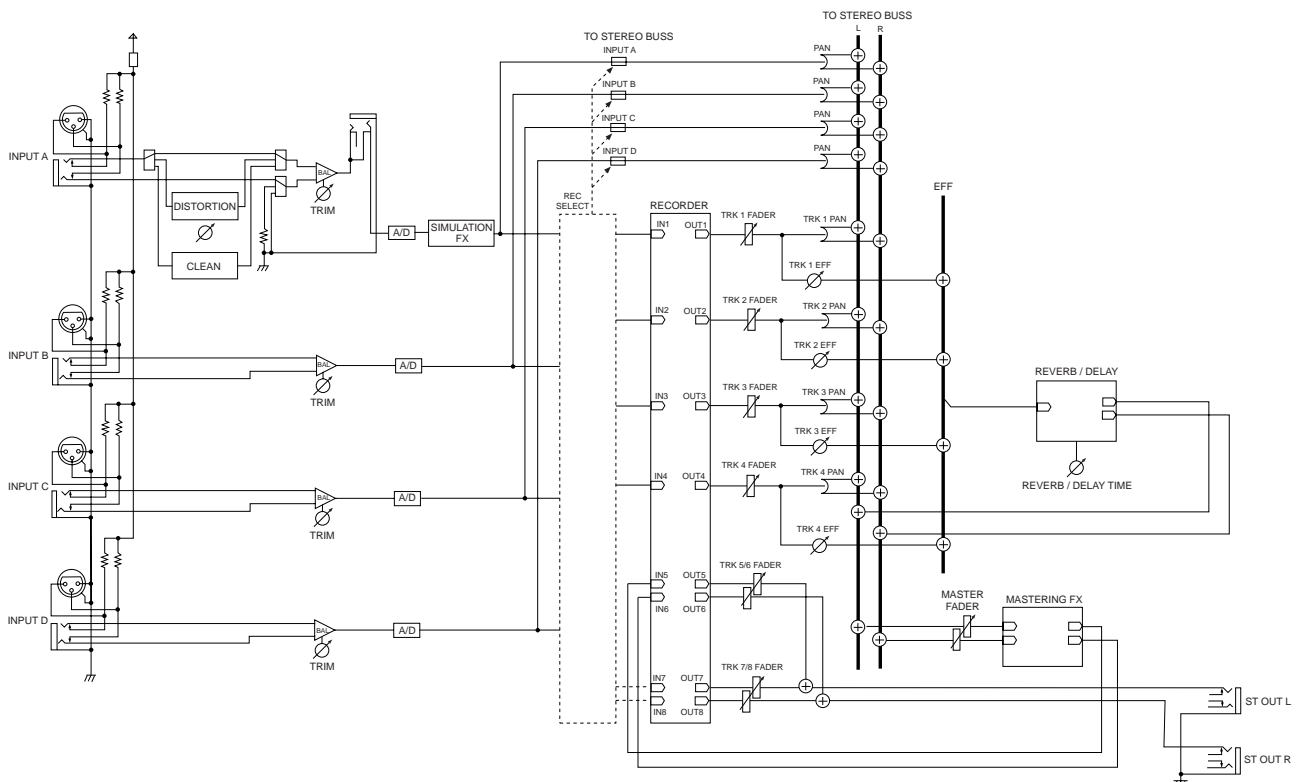 TO STEREO BUSS
L
R
TO STEREO BUSS
INPUT A
PAN
INPUT B
PAN
INPUT C
PAN
INPUT D
PAN
INPUT A
DISTORTION
CLEAN
BAL
TRIM
A/D
SIMULATION
FX
REC
SELECT
RECORDER
EFF
IN1
OUT1
TRK 1 FADER
TRK 1 PAN
TRK 1 EFF
IN2
OUT2
TRK 2 FADER
TRK 2 PAN
TRK 2 EFF
INPUT B
BAL
TRIM
A/D
IN3
OUT3
TRK 3 FADER
TRK 3 PAN
TRK 3 EFF
REVERB / DELAY
REVERB / DELAY TIME
INPUT C
BAL
TRIM
A/D
IN4
OUT4
TRK 4 FADER
TRK 4 PAN
TRK 4 EFF
IN5
OUT5
TRK 5/6 FADER
IN6
OUT6
MASTER
FADER
MASTERING FX
INPUT D
BAL
TRIM
A/D
IN7
OUT7
TRK 7/8 FADER
IN8
OUT8
ST OUT L
ST OUT R